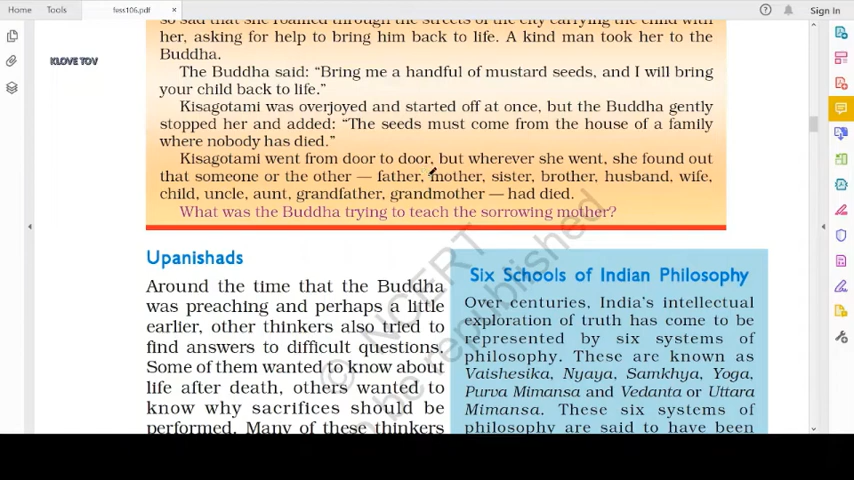 Home Tools fess106.pdf × Sign In
KLOVE TOV
so sad that she roamed through the streets of the city carrying the child with
her, asking for help to bring him back to life. A kind man took her to the
Buddha.
The Buddha said: “Bring me a handful of mustard seeds, and I will bring
your child back to life.”
Kisagotami was overjoyed and started off at once, but the Buddha gently
stopped her and added: “The seeds must come from the house of a family
where nobody has died.”
Kisagotami went from door to door, but wherever she went, she found out
that someone or the other — father, mother, sister, brother, husband, wife,
child, uncle, aunt, grandfather, grandmother — had died.
What was the Buddha trying to teach the sorrowing mother?
Upanishads
Around the time that the Buddha
was preaching and perhaps a little
earlier, other thinkers also tried to
find answers to difficult questions.
Some of them wanted to know about
life after death, others wanted to
know why sacrifices should be
performed. Many of these thinkers
Six Schools of Indian Philosophy
Over centuries, India’s intellectual
exploration of truth has come to be
represented by six systems of
philosophy. These are known as
Vaishesika, Nyaya, Samkhya, Yoga,
Purva Mimansa and Vedanta or Uttara
Mimansa. These six systems of
philosophy are said to have been
© NCERT
be republished